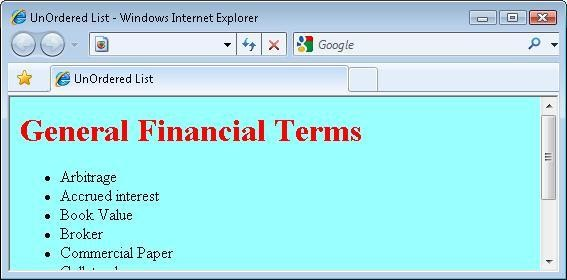 UnOrdered List - Windows Internet Explorer
Google
UnOrdered List
General Financial Terms
Arbitrage
Accrued interest
Book Value
Broker
Commercial Paper